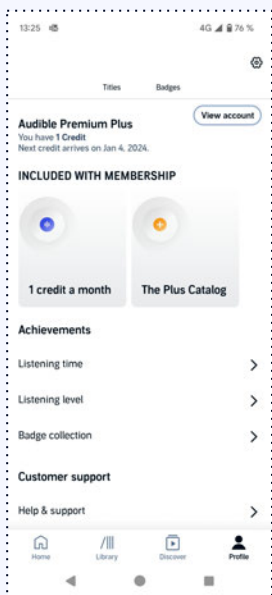 13:25
4G 76 %
Titles Badges
Audible Premium Plus
View account
You have 1 Credit
Next credit arrives on Jan 4, 2024.
INCLUDED WITH MEMBERSHIP
1 credit a month
The Plus Catalog
Achievements
Listening time
Listening level
Badge collection
Customer support
Help & support
Home Library Discover Profile